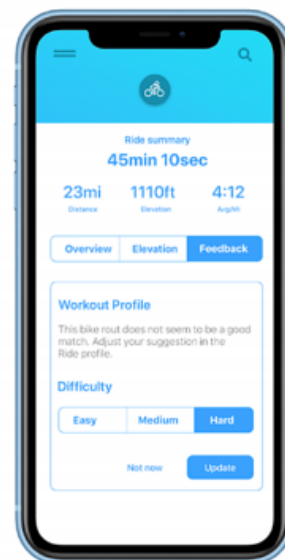 Ride summary
45min 10sec
23mi 1110ft 4:12
Distance Elevation Avg/Mi
Overview Elevation Feedback
Workout Profile
This bike rout does not seem to be a good
match. Adjust your suggestion in the
Ride profile.
Difficulty
Easy Medium Hard
Not now Update